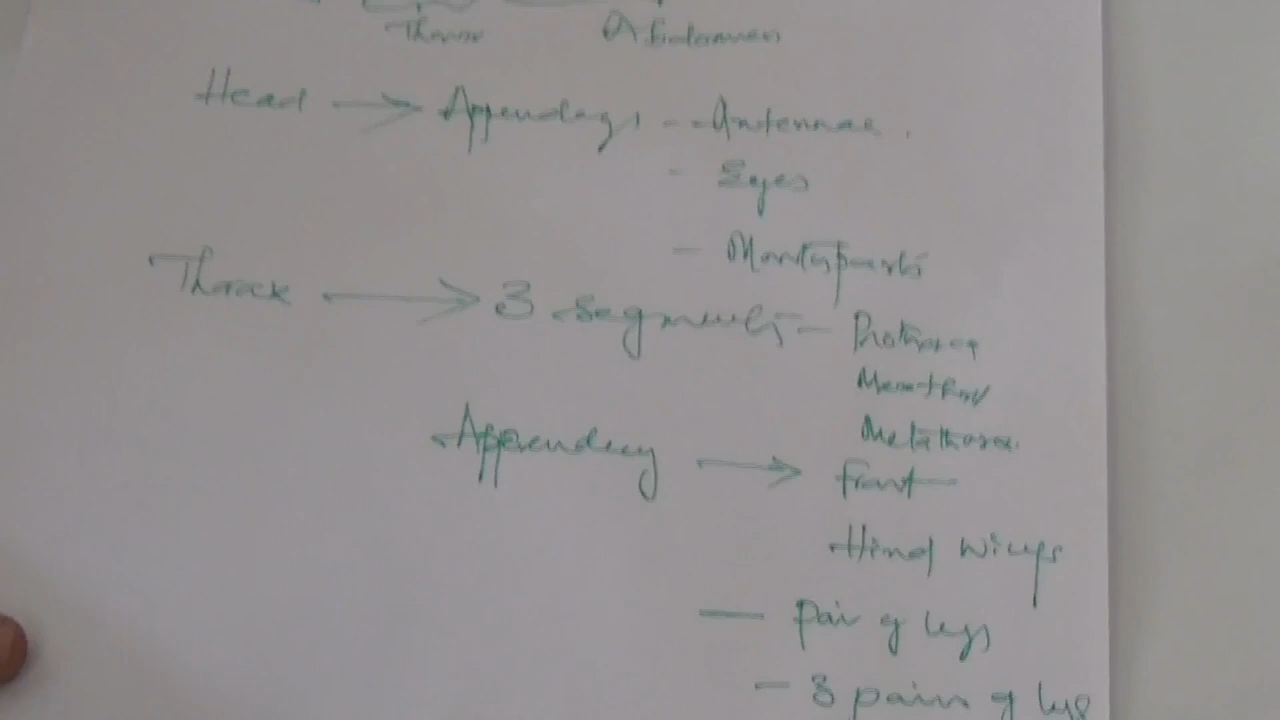 Thorax Abdomen
Head → Appendages - Antennae.
- Eyes
- Mouthparts
Thorax → 3 segments - Prothorax
Mesothorax
Metathorax
Appendages → Front
Hind Wings
— Pair of legs
- 3 pairs of legs